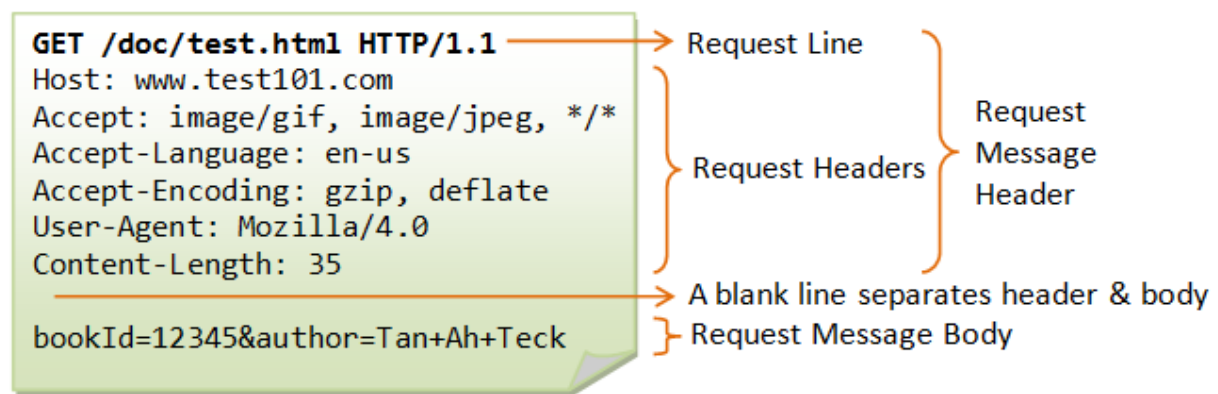 GET /doc/test.html HTTP/1.1
Host: www.test101.com
Accept: image/gif, image/jpeg, */*
Accept-Language: en-us
Accept-Encoding: gzip, deflate
User-Agent: Mozilla/4.0
Content-Length: 35
bookId=12345&author=Tan+Ah+Teck
Request Line
Request Headers
Request
Message
Header
A blank line separates header & body
Request Message Body